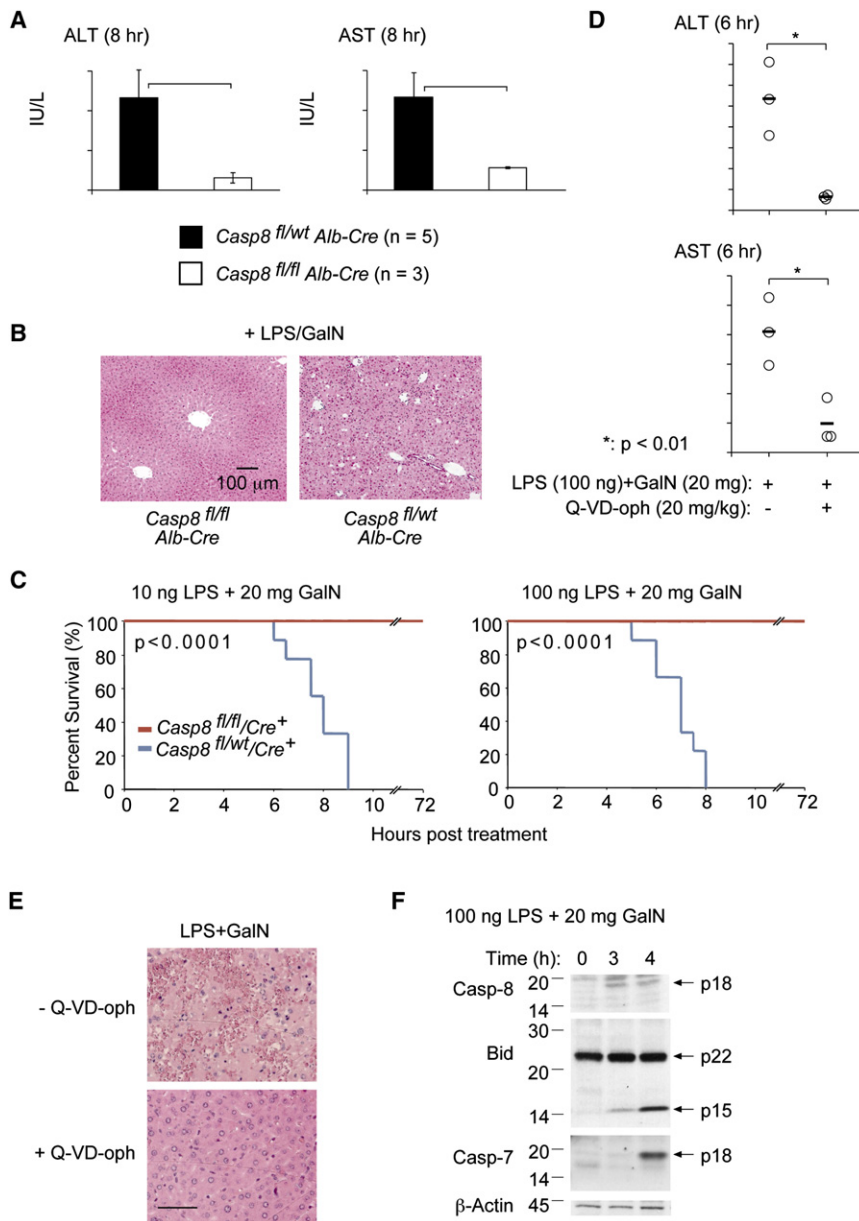 A
ALT (8 hr)
AST (8 hr)
IU/L
IU/L
Casp8 fl/wt Alb-Cre (n = 5)
Casp8 fl/fl Alb-Cre (n = 3)
D
ALT (6 hr)
*
AST (6 hr)
*
*: p < 0.01
LPS (100 ng)+GalN (20 mg): + +
Q-VD-oph (20 mg/kg): - +
B
+ LPS/GalN
100 μm
Casp8 fl/fl
Alb-Cre
Casp8 fl/wt
Alb-Cre
C
10 ng LPS + 20 mg GalN
100 ng LPS + 20 mg GalN
Percent Survival (%)
100
80
60
40
20
0
p<0.0001
Casp8 fl/fl/Cre+
Casp8 fl/wt/Cre+
0 2 4 6 8 10 72
100
80
60
40
20
0
p<0.0001
0 2 4 6 8 10 72
Hours post treatment
E
LPS+GalN
- Q-VD-oph
+ Q-VD-oph
F
100 ng LPS + 20 mg GalN
Time (h): 0 3 4
Casp-8 20 14 p18
Bid 30 20 14 p22 p15
Casp-7 20 14 p18
β-Actin 45